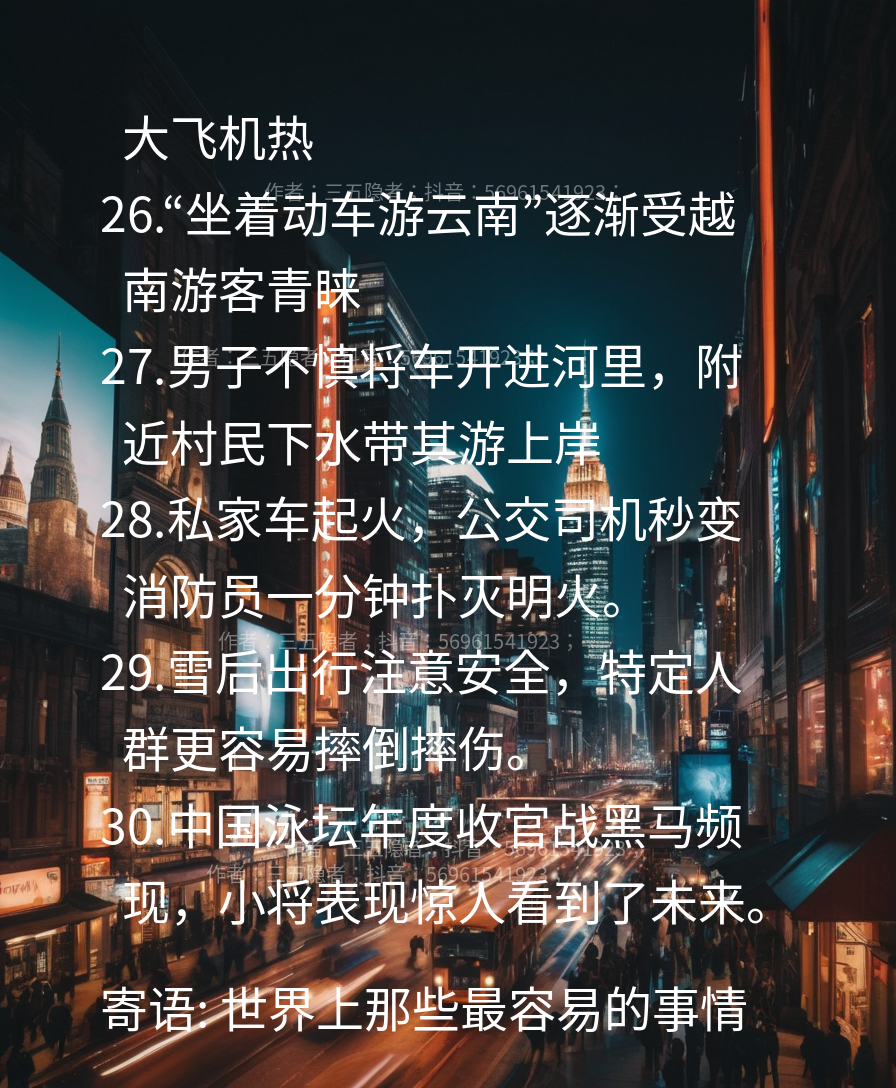 大飞机热
作者：三五隐者；抖音：56961541923；
26.“坐着动车游云南”逐渐受越
南游客青睐
作者：三五隐者；抖音：56961541923；
27.男子不慎将车开进河里，附
近村民下水带其游上岸
28.私家车起火，公交司机秒变
消防员一分钟扑灭明火。
作者：三五隐者；抖音：56961541923；
29.雪后出行注意安全，特定人
群更容易摔倒摔伤。
30.中国泳坛年度收官战黑马频
作者：三五隐者；抖音：56961541923；
作者：三五隐者；抖音：56961541923；
现，小将表现惊人看到了未来。
寄语: 世界上那些最容易的事情